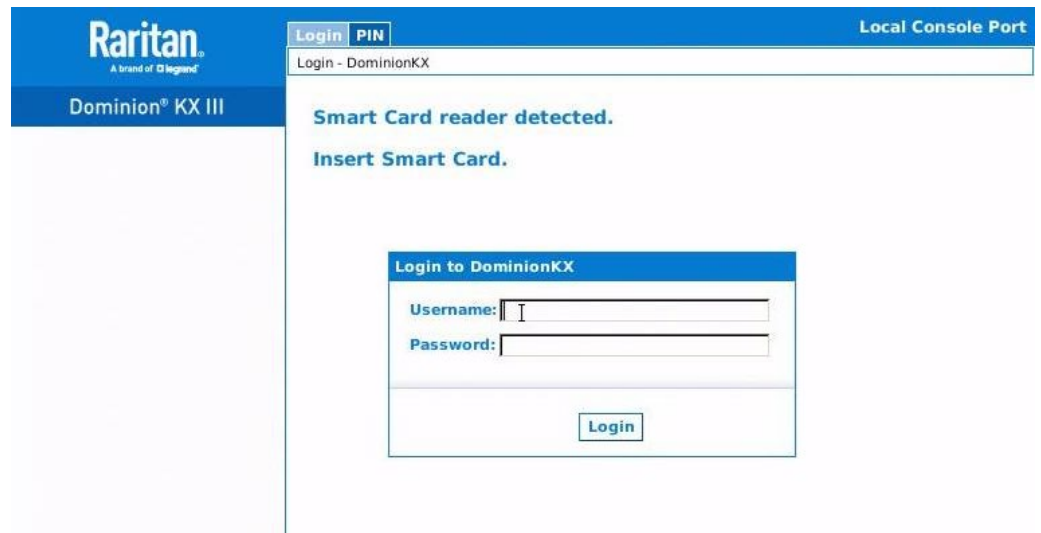 Raritan.
A brand of legrand
Dominion® KX III
Login PIN
Local Console Port
Login - DominionKX
Smart Card reader detected.
Insert Smart Card.
Login to DominionKX
Username:
Password:
Login